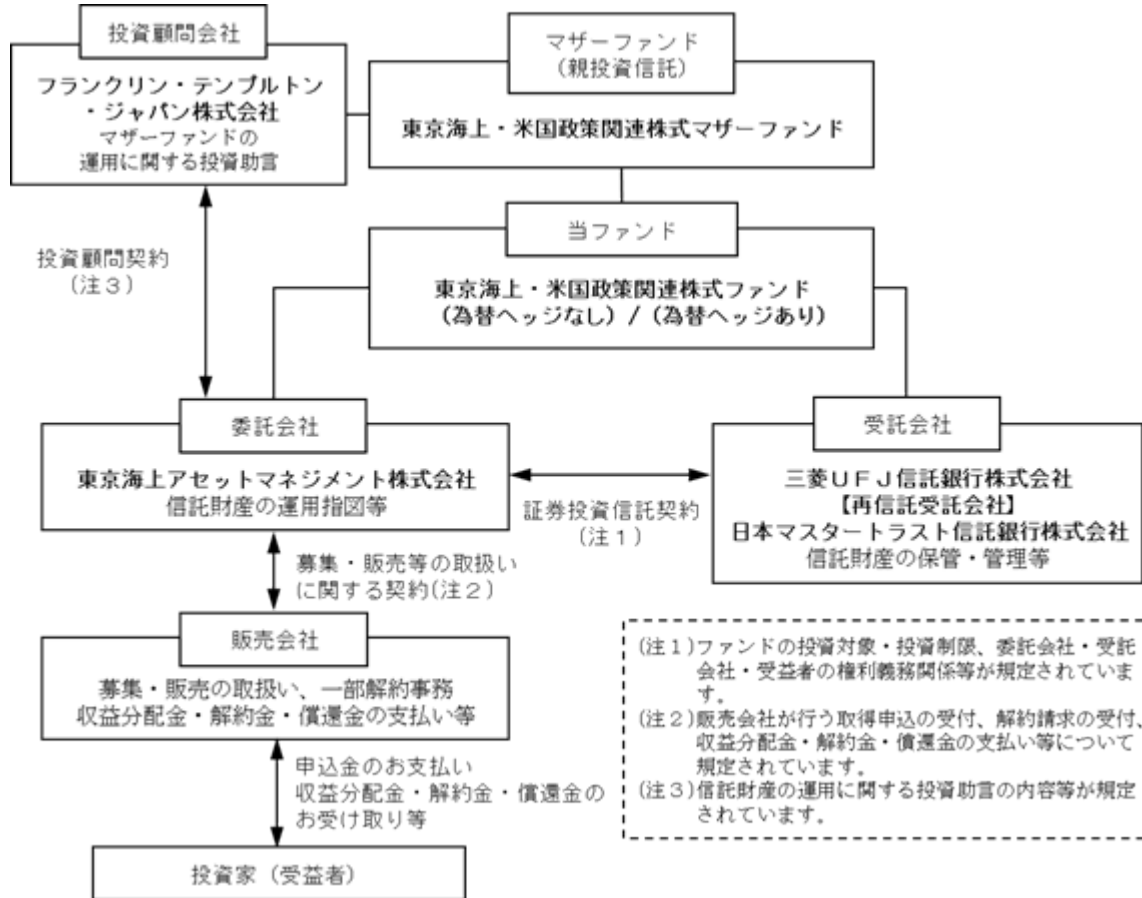 投資顧問会社
フランクリン・テンプルトン
・ジャパン株式会社
マザーファンドの
運用に関する投資助言
マザーファンド
(親投資信託)
東京海上・米国政策関連株式マザーファンド
当ファンド
東京海上・米国政策関連株式ファンド
(為替ヘッジなし)/(為替ヘッジあり)
投資顧問契約
(注3)
委託会社
東京海上アセットマネジメント株式会社
信託財産の運用指図等
証券投資信託契約
(注1)
受託会社
三菱UFJ信託銀行株式会社
【再信託受託会社】
日本マスタートラスト信託銀行株式会社
信託財産の保管・管理等
募集・販売等の取扱い
に関する契約(注2)
販売会社
募集・販売の取扱い、一部解約事務
収益分配金・解約金・償還金の支払い等
申込金のお支払い
収益分配金・解約金・償還金の
お受け取り等
投資家(受益者)
(注1)ファンドの投資対象・投資制限、委託会社・受託
会社・受益者の権利義務関係等が規定されていま
す。
(注2)販売会社が行う取得申込の受付、解約請求の受付、
収益分配金・解約金・償還金の支払い等について
規定されています。
(注3)信託財産の運用に関する投資助言の内容等が規定
されています。